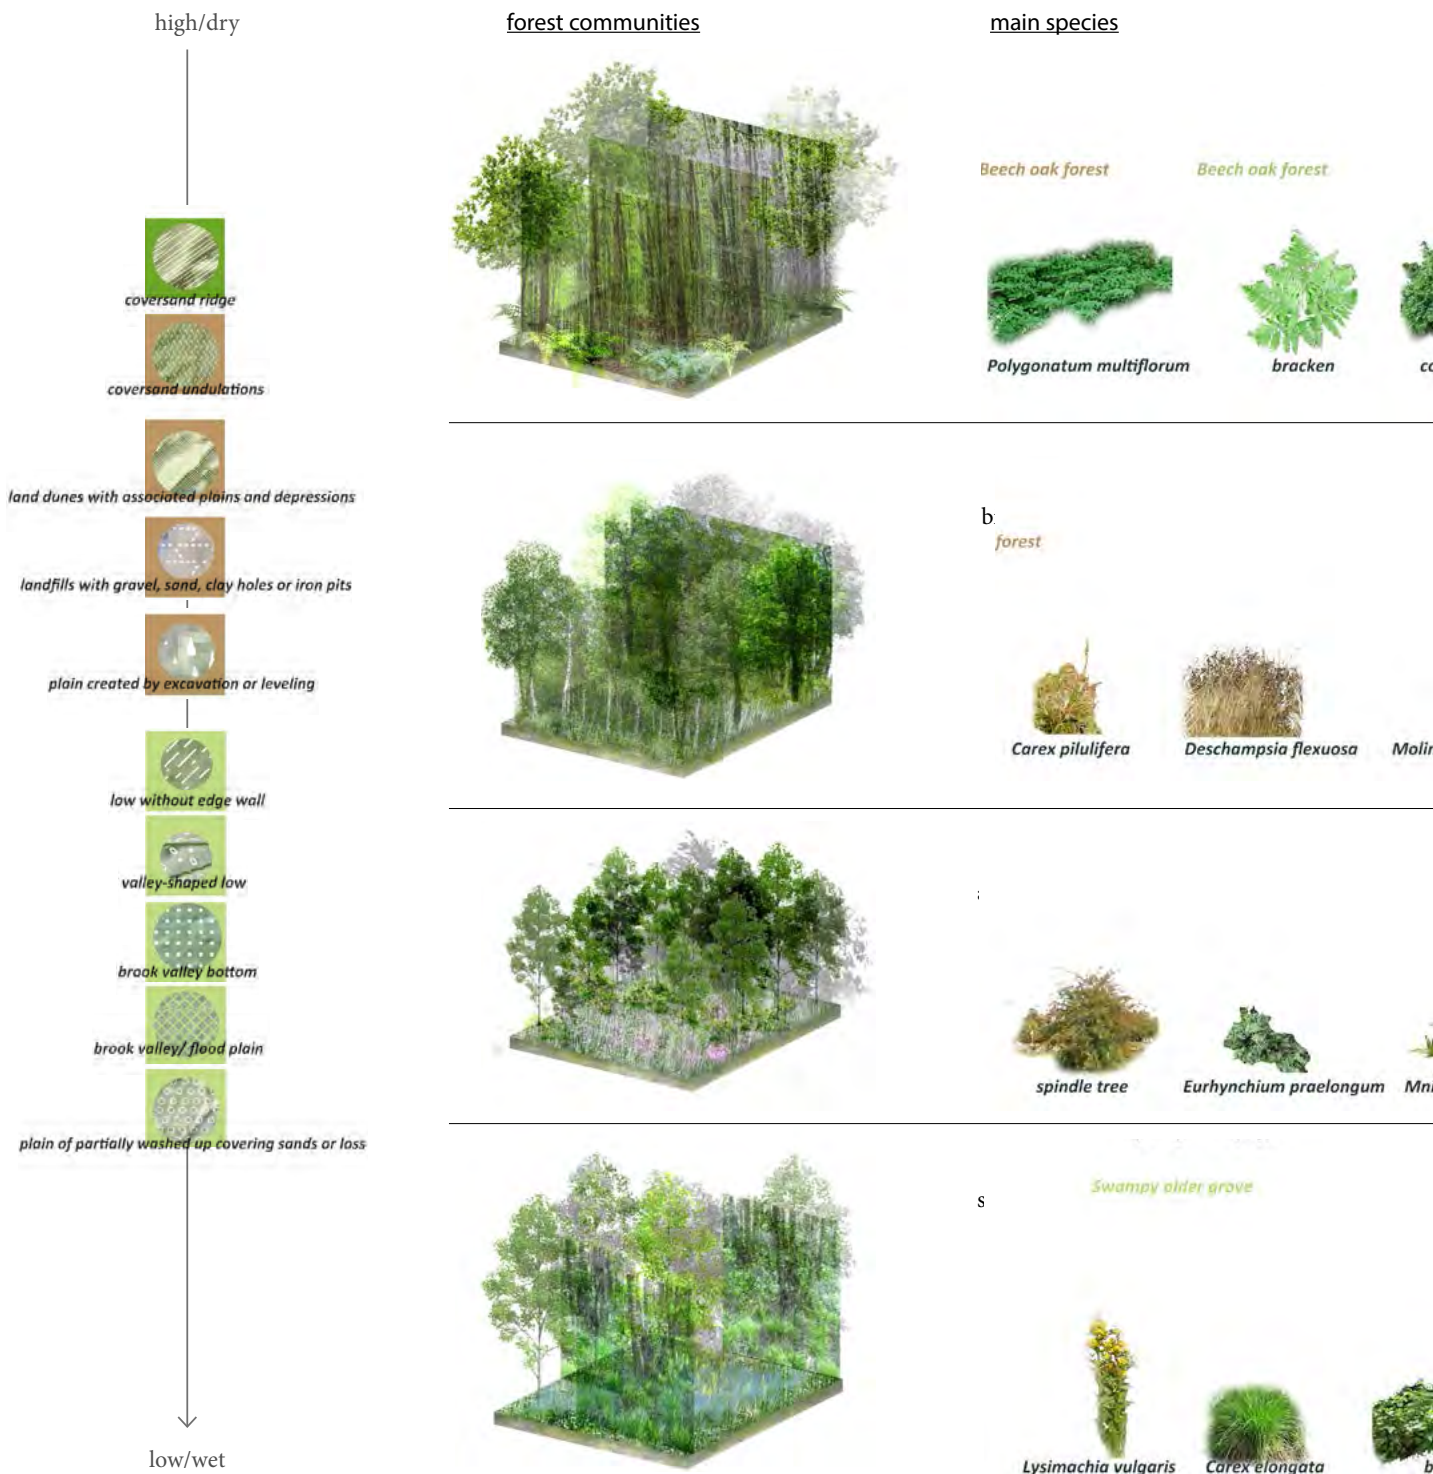 high/dry
forest communities
main species
Beech oak forest
Beech oak forest
coversand ridge
Polygonatum multiflorum
bracken
coversand undulations
land dunes with associated plains and depressions
forest
landfills with gravel, sand, clay holes or iron pits
plain created by excavation or leveling
Carex pilulifera
Deschampsia flexuosa
low without edge wall
valley-shaped low
brook valley bottom
brook valley/ flood plain
spindle tree
Eurhynchium praelongum
plain of partially washed up covering sands or loss
Swampy older grove
low/wet
Lysimachia vulgaris
Carex elongata